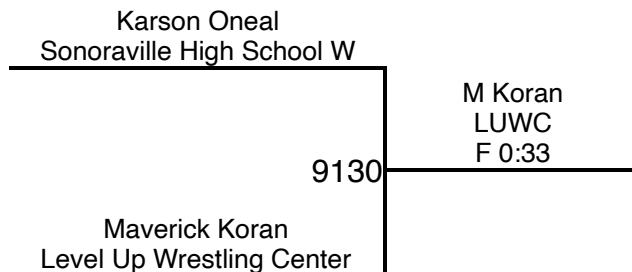 Karson Oneal
Sonoraville High School W
M Koran
LUWC
F 0:33
9130
Maverick Koran
Level Up Wrestling Center